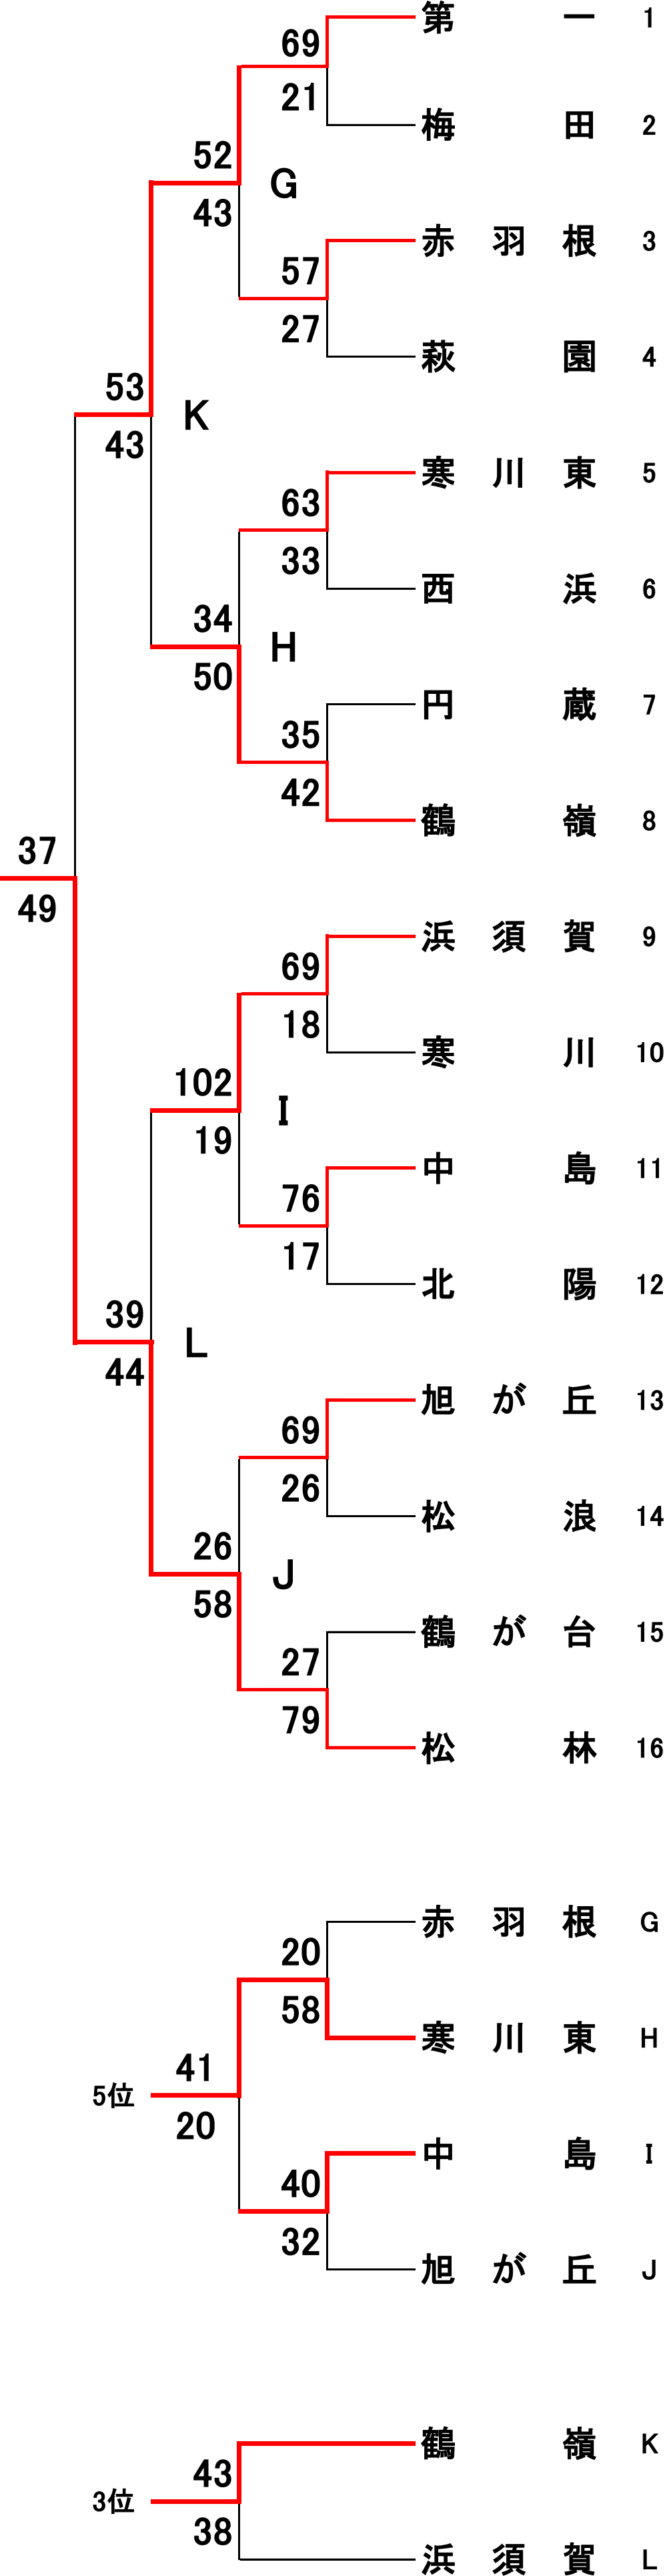 第一 1
69
21
梅田 2
52
G
43
赤羽根 3
57
27
萩園 4
53
K
43
寒川東 5
63
33
西浜 6
34
H
50
円蔵 7
35
42
鶴嶺 8
37
49
浜須賀 9
69
18
寒川 10
102
I
19
中島 11
76
17
北陽 12
39
L
44
旭が丘 13
69
26
松浪 14
26
J
58
鶴が台 15
27
79
松林 16
赤羽根 G
20
58
寒川東 H
41
5位
20
中島 I
40
32
旭が丘 J
鶴嶺 K
43
3位
38
浜須賀 L